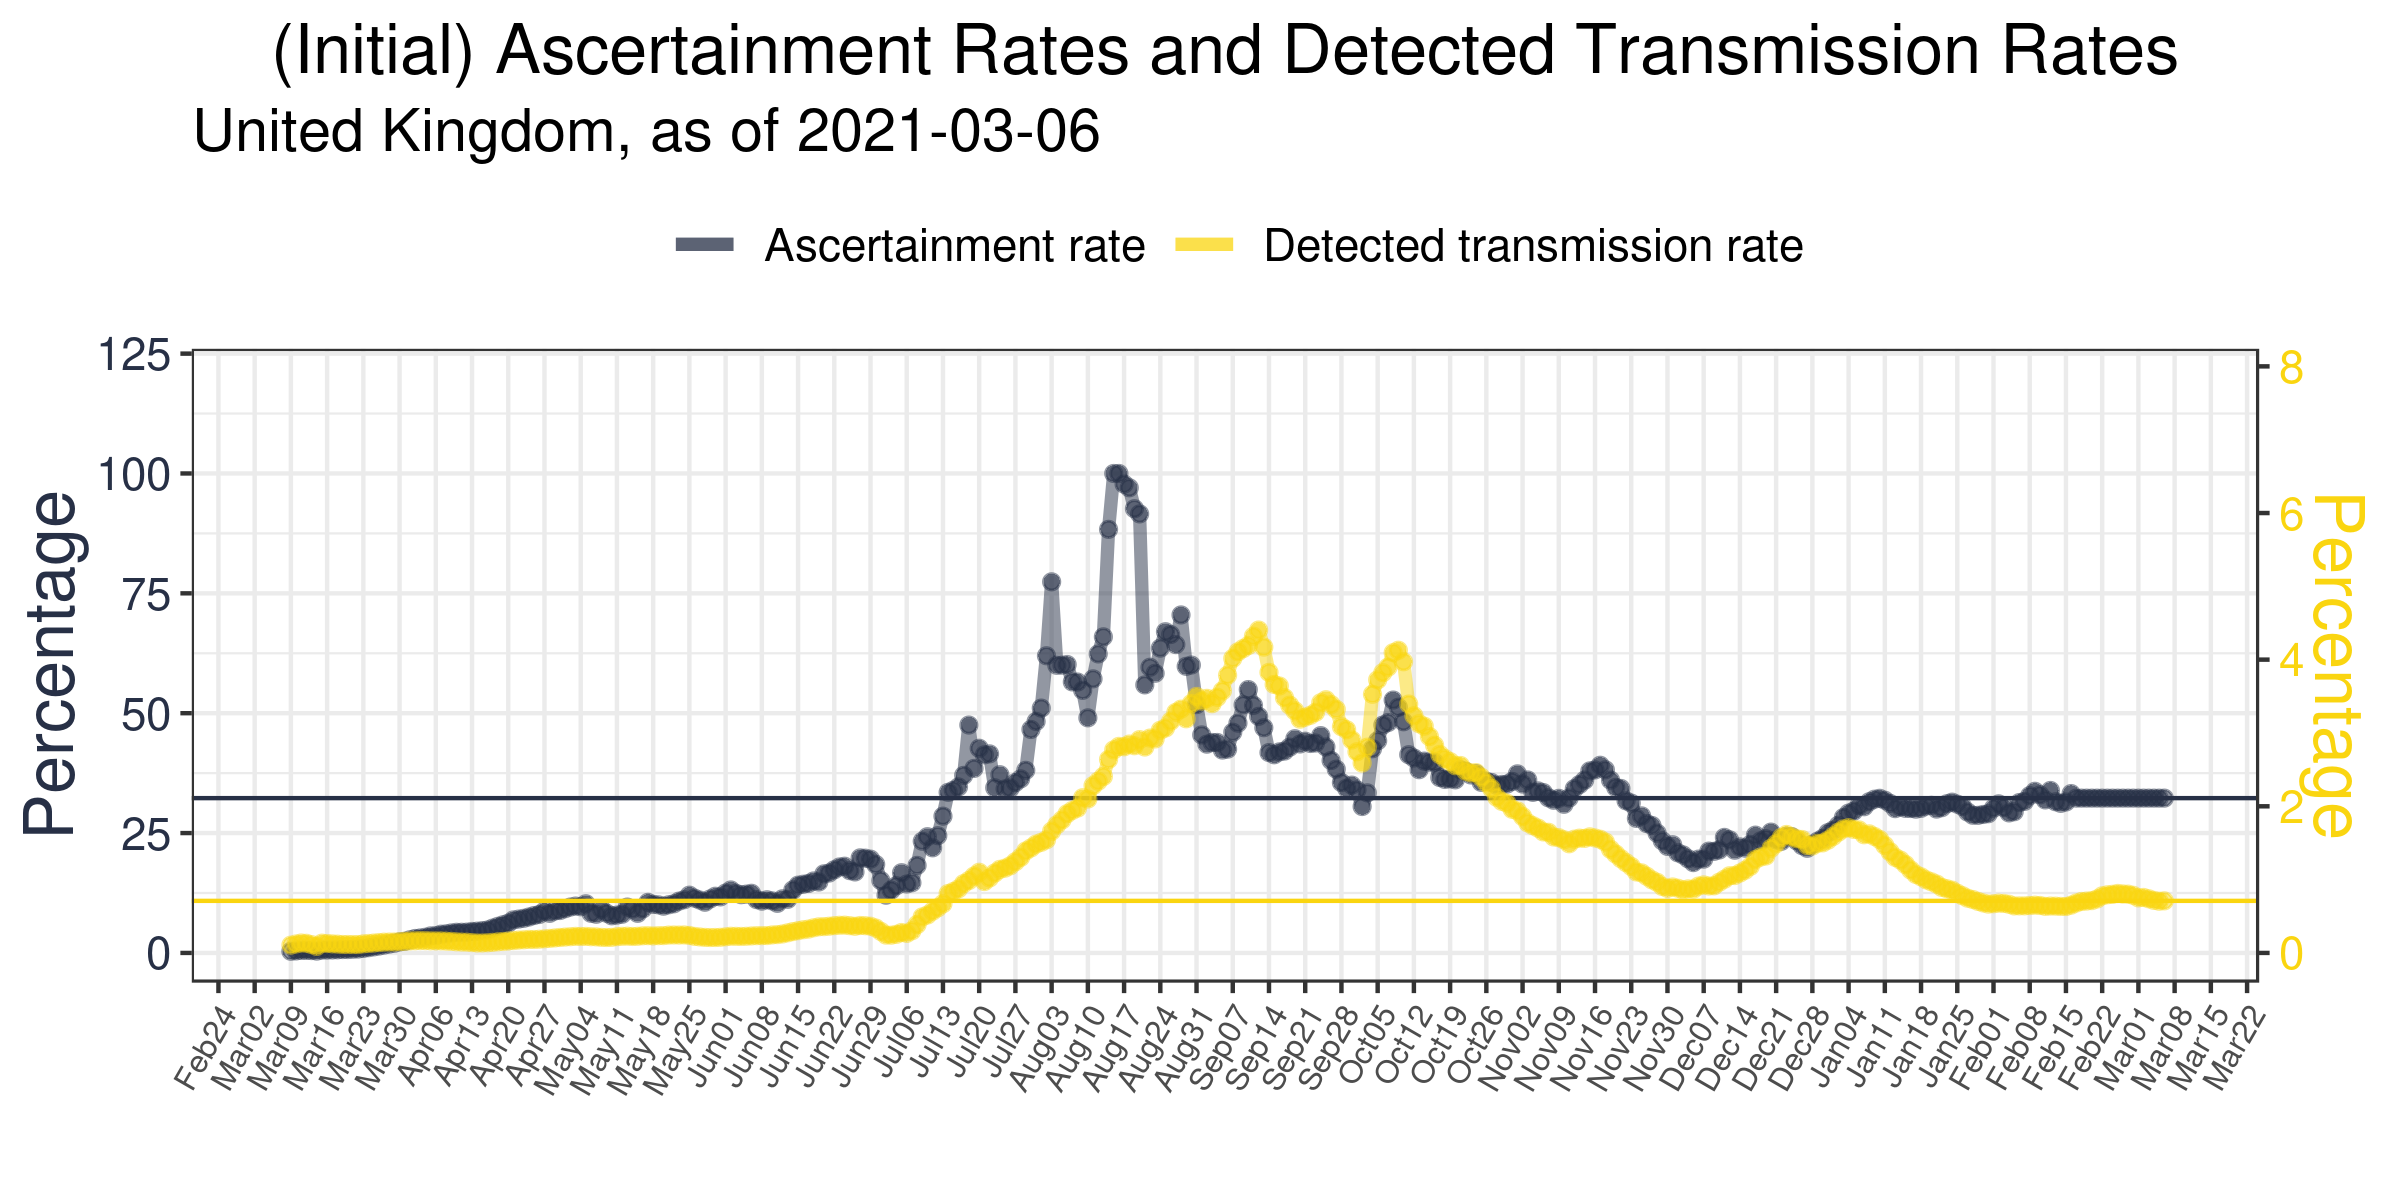 (Initial) Ascertainment Rates and Detected Transmission Rates
United Kingdom, as of 2021-03-06
Ascertainment rate
Detected transmission rate
Percentage
125
100
75
50
25
0
8
6
4
2
0
Percentage
Feb24
Mar02
Mar09
Mar16
Mar23
Mar30
Apr06
Apr13
Apr20
Apr27
May04
May11
May18
May25
Jun01
Jun08
Jun15
Jun22
Jun29
Jul06
Jul13
Jul20
Jul27
Aug03
Aug10
Aug17
Aug24
Aug31
Sep07
Sep14
Sep21
Sep28
Oct05
Oct12
Oct19
Oct26
Nov02
Nov09
Nov16
Nov23
Nov30
Dec07
Dec14
Dec21
Dec28
Jan04
Jan11
Jan18
Jan25
Feb01
Feb08
Feb15
Feb22
Mar01
Mar08
Mar15
Mar22